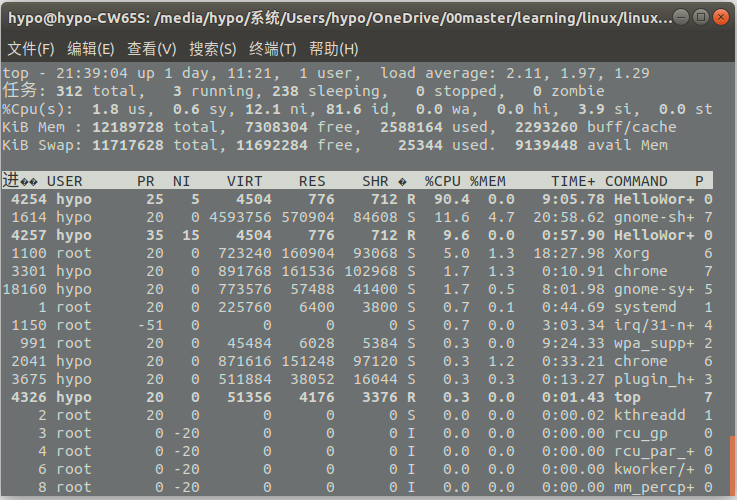 hypo@hypo-CW65S: /media/hypo/系统/Users/hypo/OneDrive/00master/learning/linux/linux...
文件(F) 编辑(E) 查看(V) 搜索(S) 终端(T) 帮助(H)
top - 21:39:04 up 1 day, 11:21,  1 user,  load average: 2.11, 1.97, 1.29
任务: 312 total,   3 running, 238 sleeping,   0 stopped,   0 zombie
%Cpu(s):  1.8 us,  0.6 sy, 12.1 ni, 81.6 id,  0.0 wa,  0.0 hi,  3.9 si,  0.0 st
KiB Mem : 12189728 total,  7308304 free,  2588164 used,  2293260 buff/cache
KiB Swap: 11717628 total, 11692284 free,    25344 used.  9139448 avail Mem
进�� USER      PR  NI    VIRT    RES    SHR �  %CPU %MEM     TIME+ COMMAND   P
4254 hypo      25   5    4504    776    712 R  90.4  0.0   9:05.78 HelloWor+ 0
1614 hypo      20   0 4593756 570904  84608 S  11.6  4.7  20:58.62 gnome-sh+ 7
4257 hypo      35  15    4504    776    712 R   9.6  0.0   0:57.90 HelloWor+ 0
1100 root      20   0  723240 160904  93068 S   5.0  1.3  18:27.98 Xorg      6
3301 hypo      20   0  891768 161536 102968 S   1.7  1.3   0:10.91 chrome    7
18160 hypo      20   0  773576  57488  41400 S   1.7  0.5   8:01.98 gnome-sy+ 5
1 root      20   0  225760   6400   3800 S   0.7  0.1   0:44.69 systemd   1
1150 root     -51   0       0      0      0 S   0.7  0.0   3:03.34 irq/31-n+ 4
991 root      20   0   45484   6028   5384 S   0.3  0.0   9:24.33 wpa_supp+ 2
2041 hypo      20   0  871616 151248  97120 S   0.3  1.2   0:33.21 chrome    6
3675 hypo      20   0  511884  38052  16044 S   0.3  0.3   0:13.27 plugin_h+ 3
4326 hypo      20   0   51356   4176   3376 R   0.3  0.0   0:01.43 top       7
2 root      20   0       0      0      0 S   0.0  0.0   0:00.02 kthreadd  1
3 root       0 -20       0      0      0 I   0.0  0.0   0:00.00 rcu_gp    0
4 root       0 -20       0      0      0 I   0.0  0.0   0:00.00 rcu_par_+ 0
6 root       0 -20       0      0      0 I   0.0  0.0   0:00.00 kworker/+ 0
8 root       0 -20       0      0      0 I   0.0  0.0   0:00.00 mm_percp+ 0